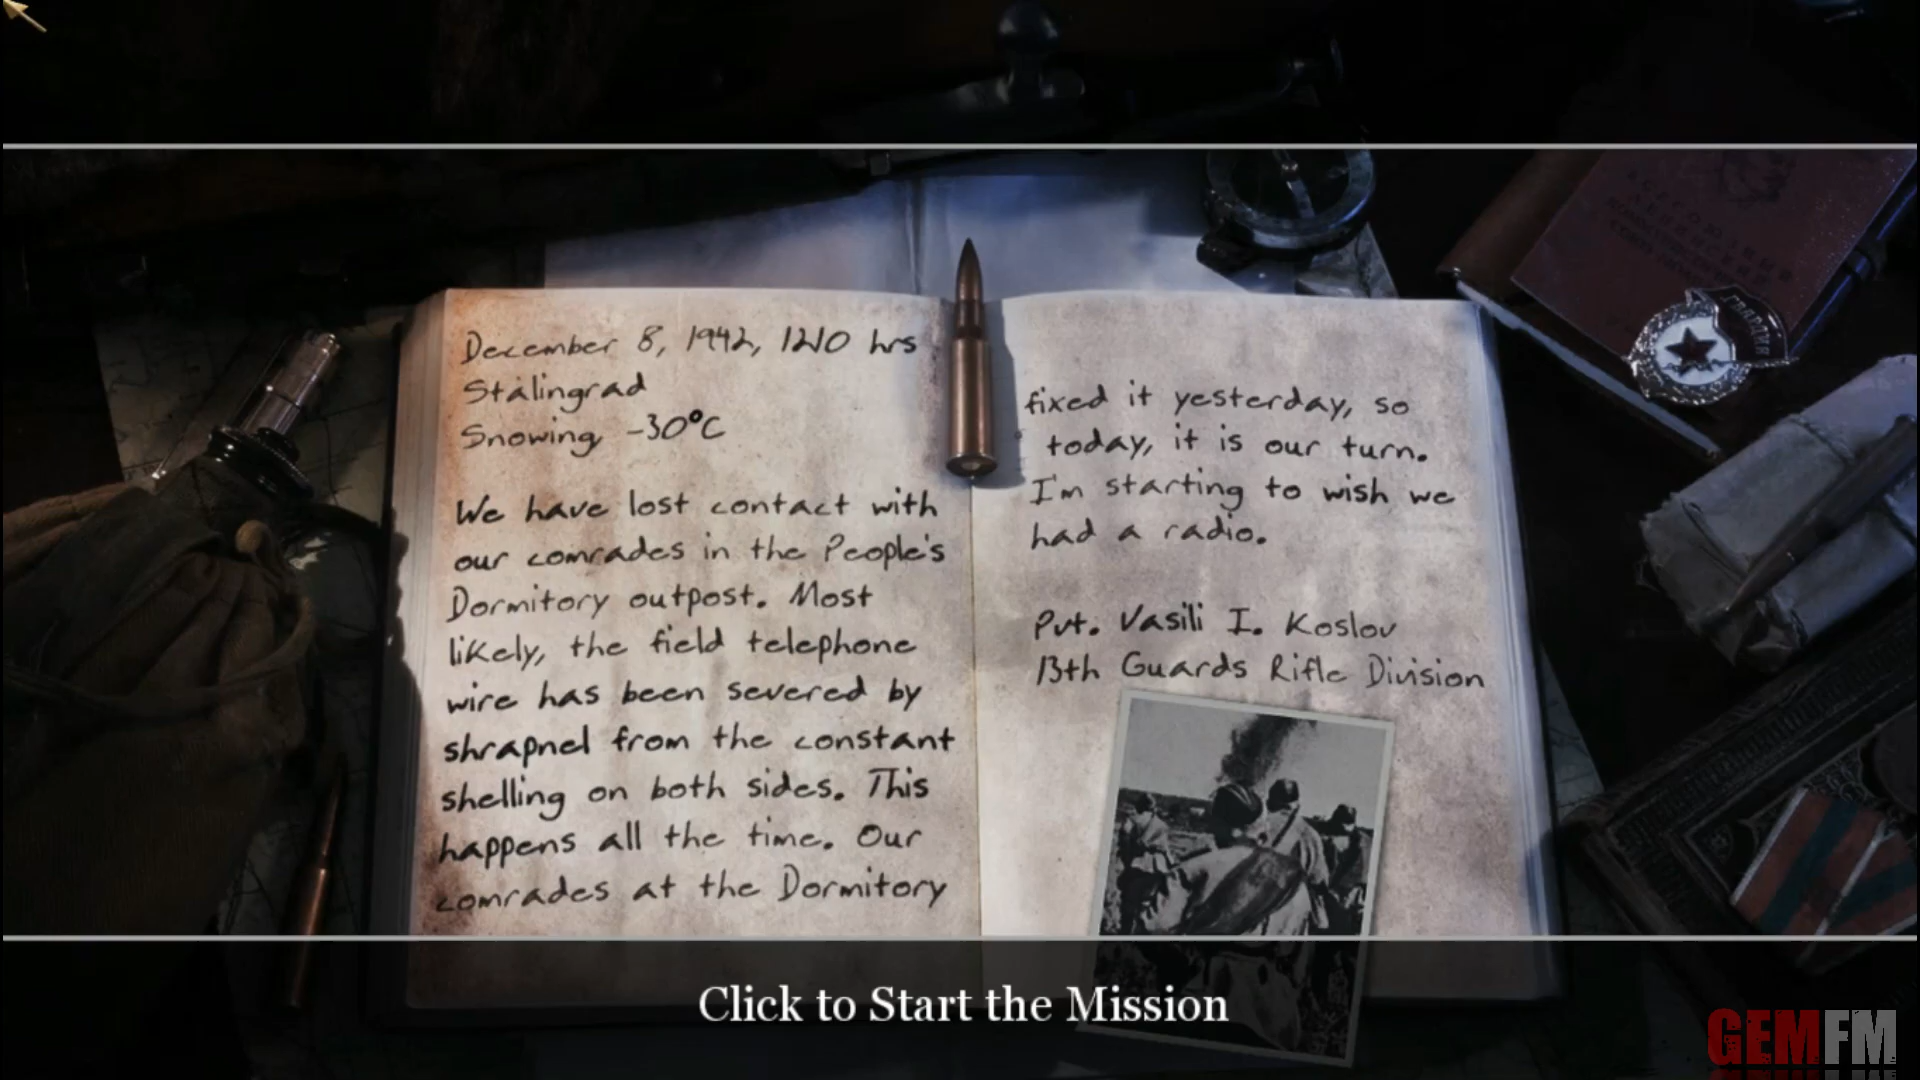 December 8, 1942, 1210 hrs
Stalingrad
Snowing -30°C
We have lost contact with
our comrades in the People's
Dormitory outpost. Most
likely, the field telephone
wire has been severed by
shrapnel from the constant
shelling on both sides. This
happens all the time. Our
comrades at the Dormitory
fixed it yesterday, so
today, it is our turn.
I'm starting to wish we
had a radio.
Pvt. Vasili I. Koslov
13th Guards Rifle Division
ГВАРДИЯ
Click to Start the Mission
GEMFM